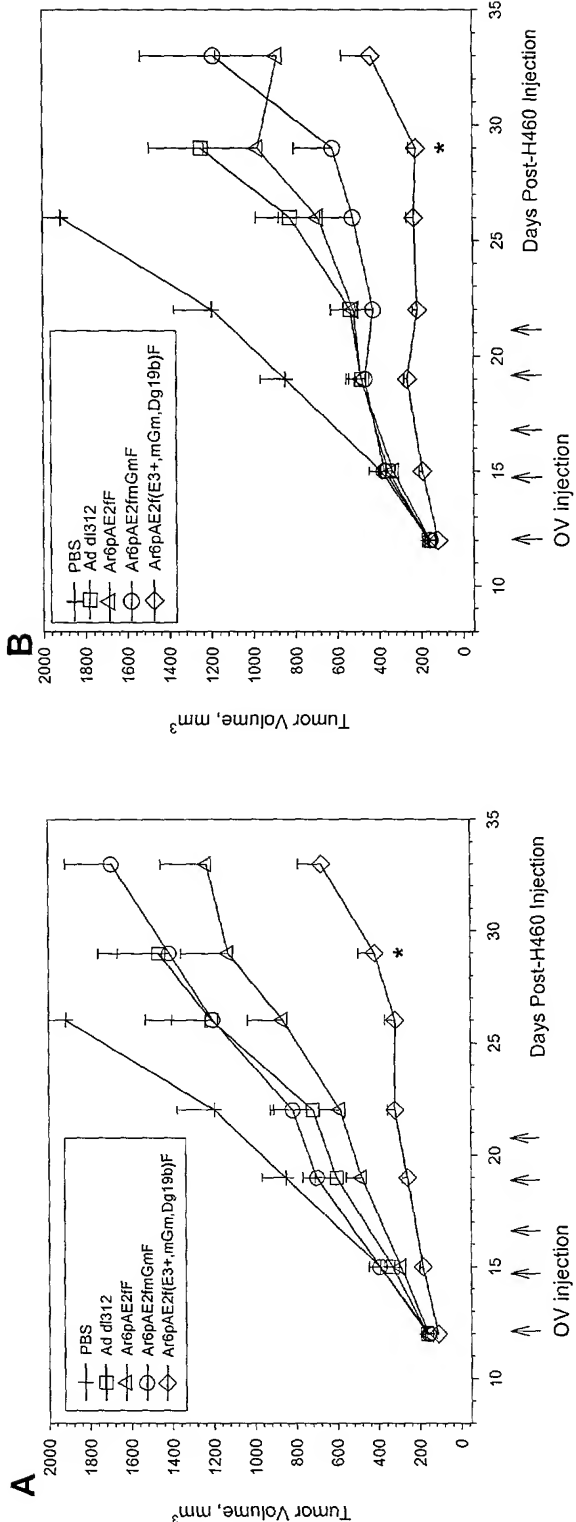 A
PBS
Ad dl312
Ar6pAE2fF
Ar6pAE2fmGmF
Ar6pAE2f(E3+,mGm,Dg19b)F
Tumor Volume, mm3
2000
1800
1600
1400
1200
1000
800
600
400
200
0
*
10
15
20
25
30
35
OV injection
Days Post-H460 Injection
B
PBS
Ad dl312
Ar6pAE2fF
Ar6pAE2fmGmF
Ar6pAE2f(E3+,mGm,Dg19b)F
Tumor Volume, mm3
2000
1800
1600
1400
1200
1000
800
600
400
200
0
*
10
15
20
25
30
35
OV injection
Days Post-H460 Injection